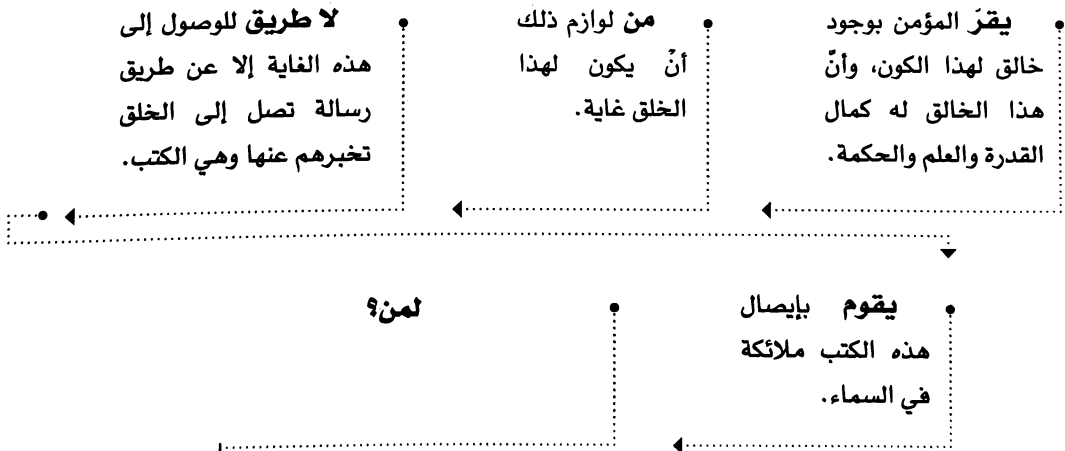 يقرّ المؤمن بوجود
خالق لهذا الكون، وأنّ
هذا الخالق له كمال
القدرة والعلم والحكمة.
من لوازم ذلك
أنْ يكون لهذا
الخلق غاية.
لا طريق للوصول إلى
هذه الغاية إلا عن طريق
رسالة تصل إلى الخلق
تخبرهم عنها وهي الكتب.
يقوم بإيصال
هذه الكتب ملائكة
في السماء.
لمن؟